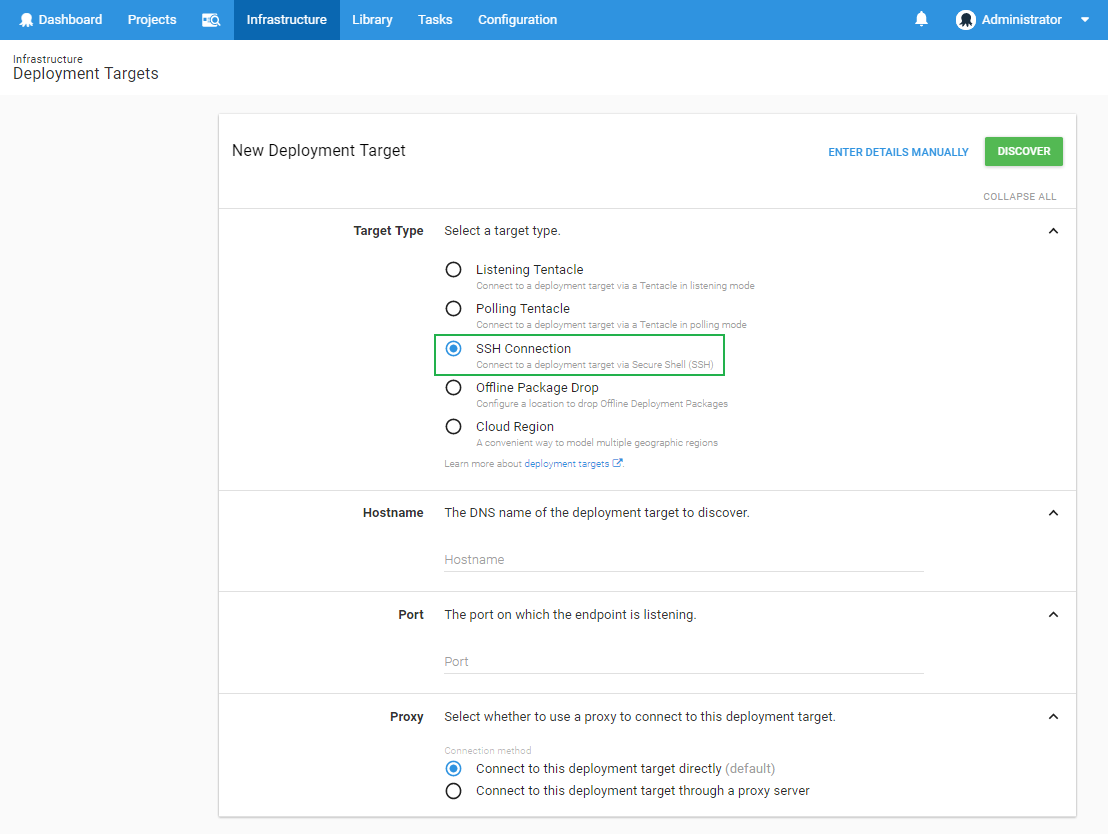 Dashboard Projects Infrastructure Library Tasks Configuration Administrator
Infrastructure
Deployment Targets
New Deployment Target ENTER DETAILS MANUALLY DISCOVER
COLLAPSE ALL
Target Type Select a target type.
Listening Tentacle
Connect to a deployment target via a Tentacle in listening mode
Polling Tentacle
Connect to a deployment target via a Tentacle in polling mode
SSH Connection
Connect to a deployment target via Secure Shell (SSH)
Offline Package Drop
Configure a location to drop Offline Deployment Packages
Cloud Region
A convenient way to model multiple geographic regions
Learn more about deployment targets.
Hostname The DNS name of the deployment target to discover.
Hostname
Port The port on which the endpoint is listening.
Port
Proxy Select whether to use a proxy to connect to this deployment target.
Connection method
Connect to this deployment target directly (default)
Connect to this deployment target through a proxy server